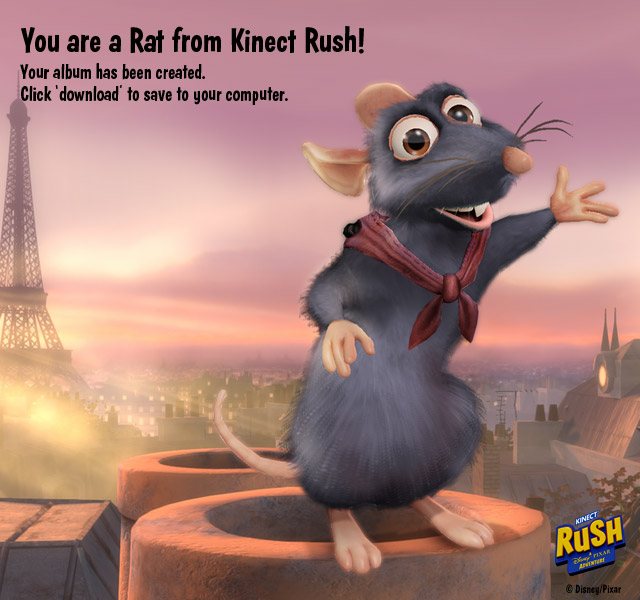 You are a Rat from Kinect Rush!
Your album has been created.
Click 'download' to save to your computer.
KINECT
RUSH
Disney • PIXAR
ADVENTURE
© Disney/Pixar